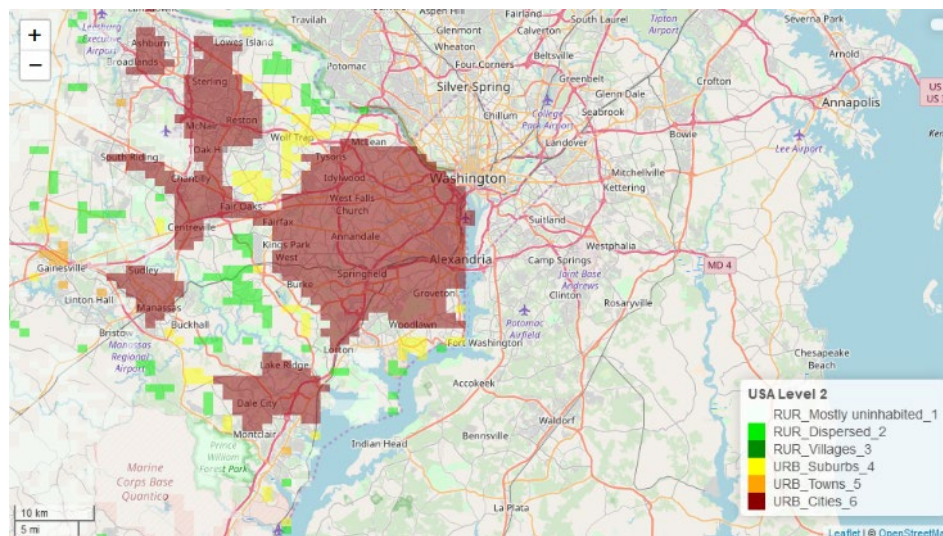 +
−
Travilah
Aspen Hill
Fairland
South Laurel
Tipton
Airport
Severna Park
Leesburg
Executive
Airport
Glenmont
Calverton
Ashburn
Lowes Island
Wheaton
Arnold
Broadlands
Potomac
Four Corners
Beltsville
Sterling
Greenbelt
Crofton
Silver Spring
Glenn Dale
US
Annapolis
Reston
Chillum
College
Park Airport
Seabrook
McNair
Wolf Trap
Landover
Bowie
Lee Airport
Oak H
McLean
South Riding
Tysons
Chantilly
Idylwood
Washington
Mitchellville
Kettering
West Falls
Church
Fair Oaks
Suitland
Centreville
Fairfax
Annandale
Kings Park
West
Westphalia
Alexandria
Camp Springs
MD 4
Gainesville
Sudley
Springfield
Joint Base
Andrews
Burke
Linton Hall
Groveton
Clinton
Rosaryville
Manassas
Buckhall
Woodlawn
Potomac
Airfield
Bristow
Manassas
Regional
Airport
Lorton
Fort Washington
Chesapeake
Beach
Lake Ridge
Accokeek
Dale City
Waldorf
Montclair
Indian Head
Bennsville
Prince
William
Forest Park
Marine
Corps Base
Quantico
La Plata
10 km
5 mi
USA Level 2
RUR_Mostly uninhabited_1
RUR_Dispersed_2
RUR_Villages_3
URB_Suburbs_4
URB_Towns_5
URB_Cities_6
Leaflet | ©